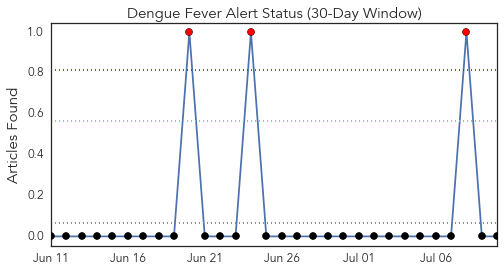 Dengue Fever Alert Status (30-Day Window)
Articles Found
1.0
0.8
0.6
0.4
0.2
0.0
Jun 11 Jun 16 Jun 21 Jun 26 Jul 01 Jul 06